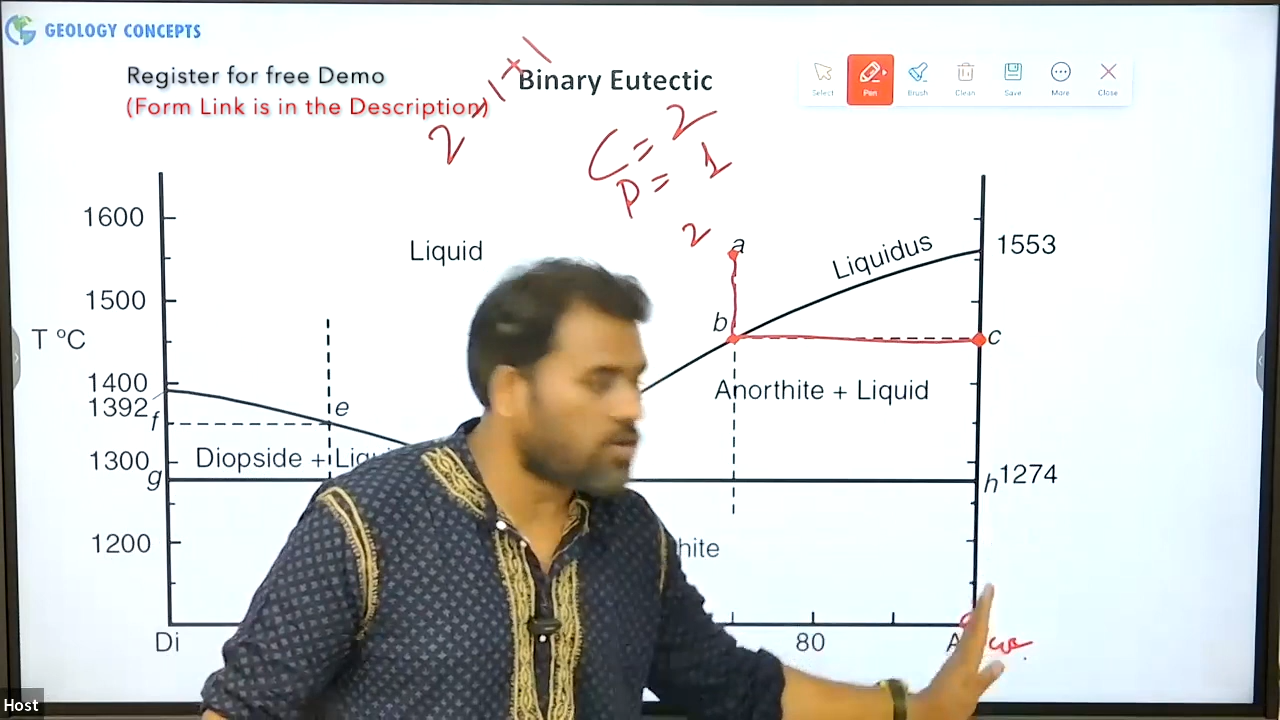 GEOLOGY CONCEPTS
Register for free Demo
(Form Link is in the Description)
Binary Eutectic
Select
Pen
Brush
Clean
Save
More
Close
2-1+1
C=2
P=1
2
1600
Liquid
a
Liquidus
1553
1500
T ºC
b
c
1400
1392
f
e
Anorthite + Liquid
1300
Diopside + Liqu
g
h 1274
1200
hite
Di
80
A
Host